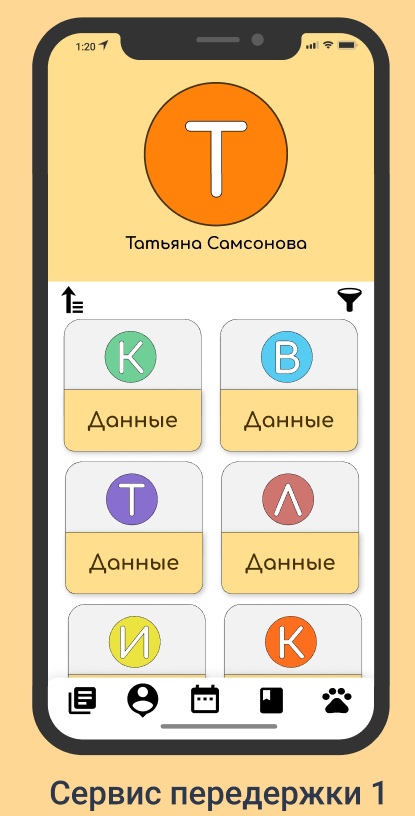 1:20
Т
Татьяна Самсонова
К
В
Данные
Данные
Т
Л
Данные
Данные
И
К
Сервис передержки 1